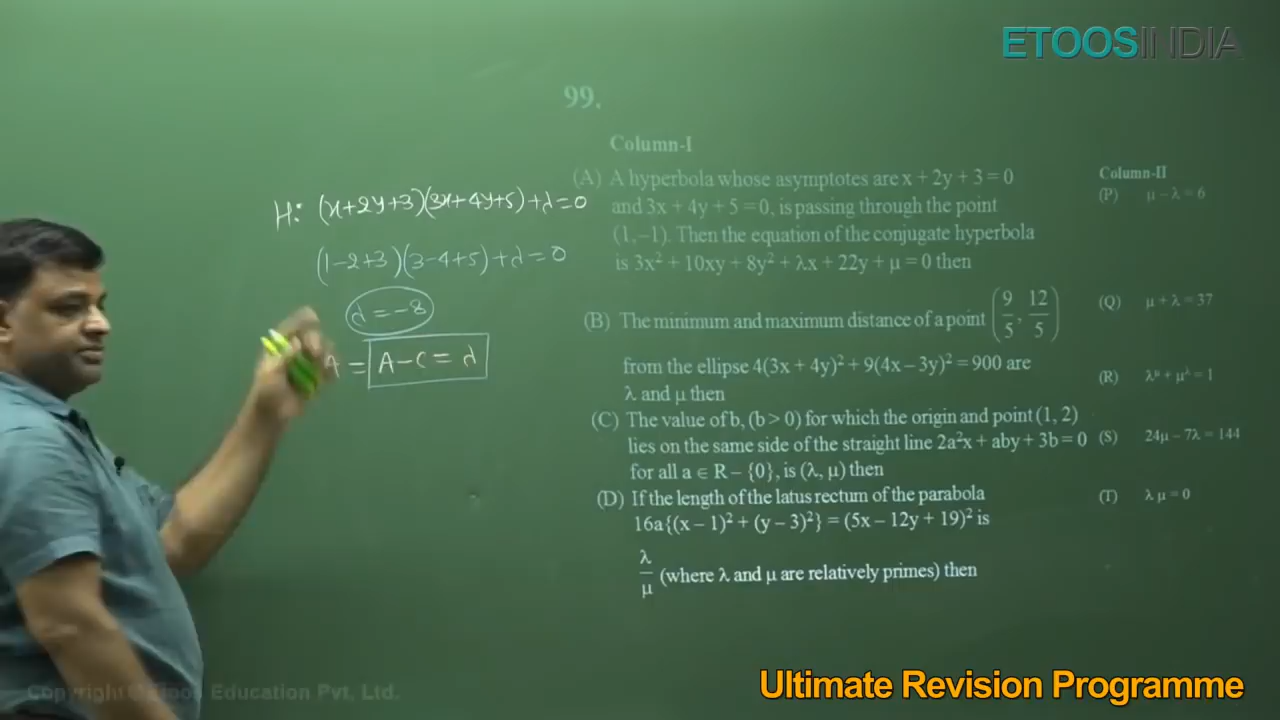 ETOOSINDIA
99.
Column-I
Column-II
(A) A hyperbola whose asymptotes are x + 2y + 3 = 0
and 3x + 4y + 5 = 0, is passing through the point
(1, –1). Then the equation of the conjugate hyperbola
is 3x² + 10xy + 8y² + λx + 22y + μ = 0 then
(P) μ – λ = 6
(B) The minimum and maximum distance of a point (9/5, 12/5)
from the ellipse 4(3x + 4y)² + 9(4x – 3y)² = 900 are
λ and μ then
(Q) μ + λ = 37
(C) The value of b, (b > 0) for which the origin and point (1, 2)
lies on the same side of the straight line 2a²x + aby + 3b = 0
for all a ∈ R – {0}, is (λ, μ) then
(R) λ^μ + μ^λ = 1
(D) If the length of the latus rectum of the parabola
16a{(x – 1)² + (y – 3)²} = (5x – 12y + 19)² is
λ/μ (where λ and μ are relatively primes) then
(S) 24μ – 7λ = 144
(T) λ μ = 0
H: (x+2y+3)(3x+4y+5)+λ=0
(1-2+3)(3-4+5)+λ=0
λ=-8
A = A-C = λ
Copyright © Etoos Education Pvt. Ltd.
Ultimate Revision Programme